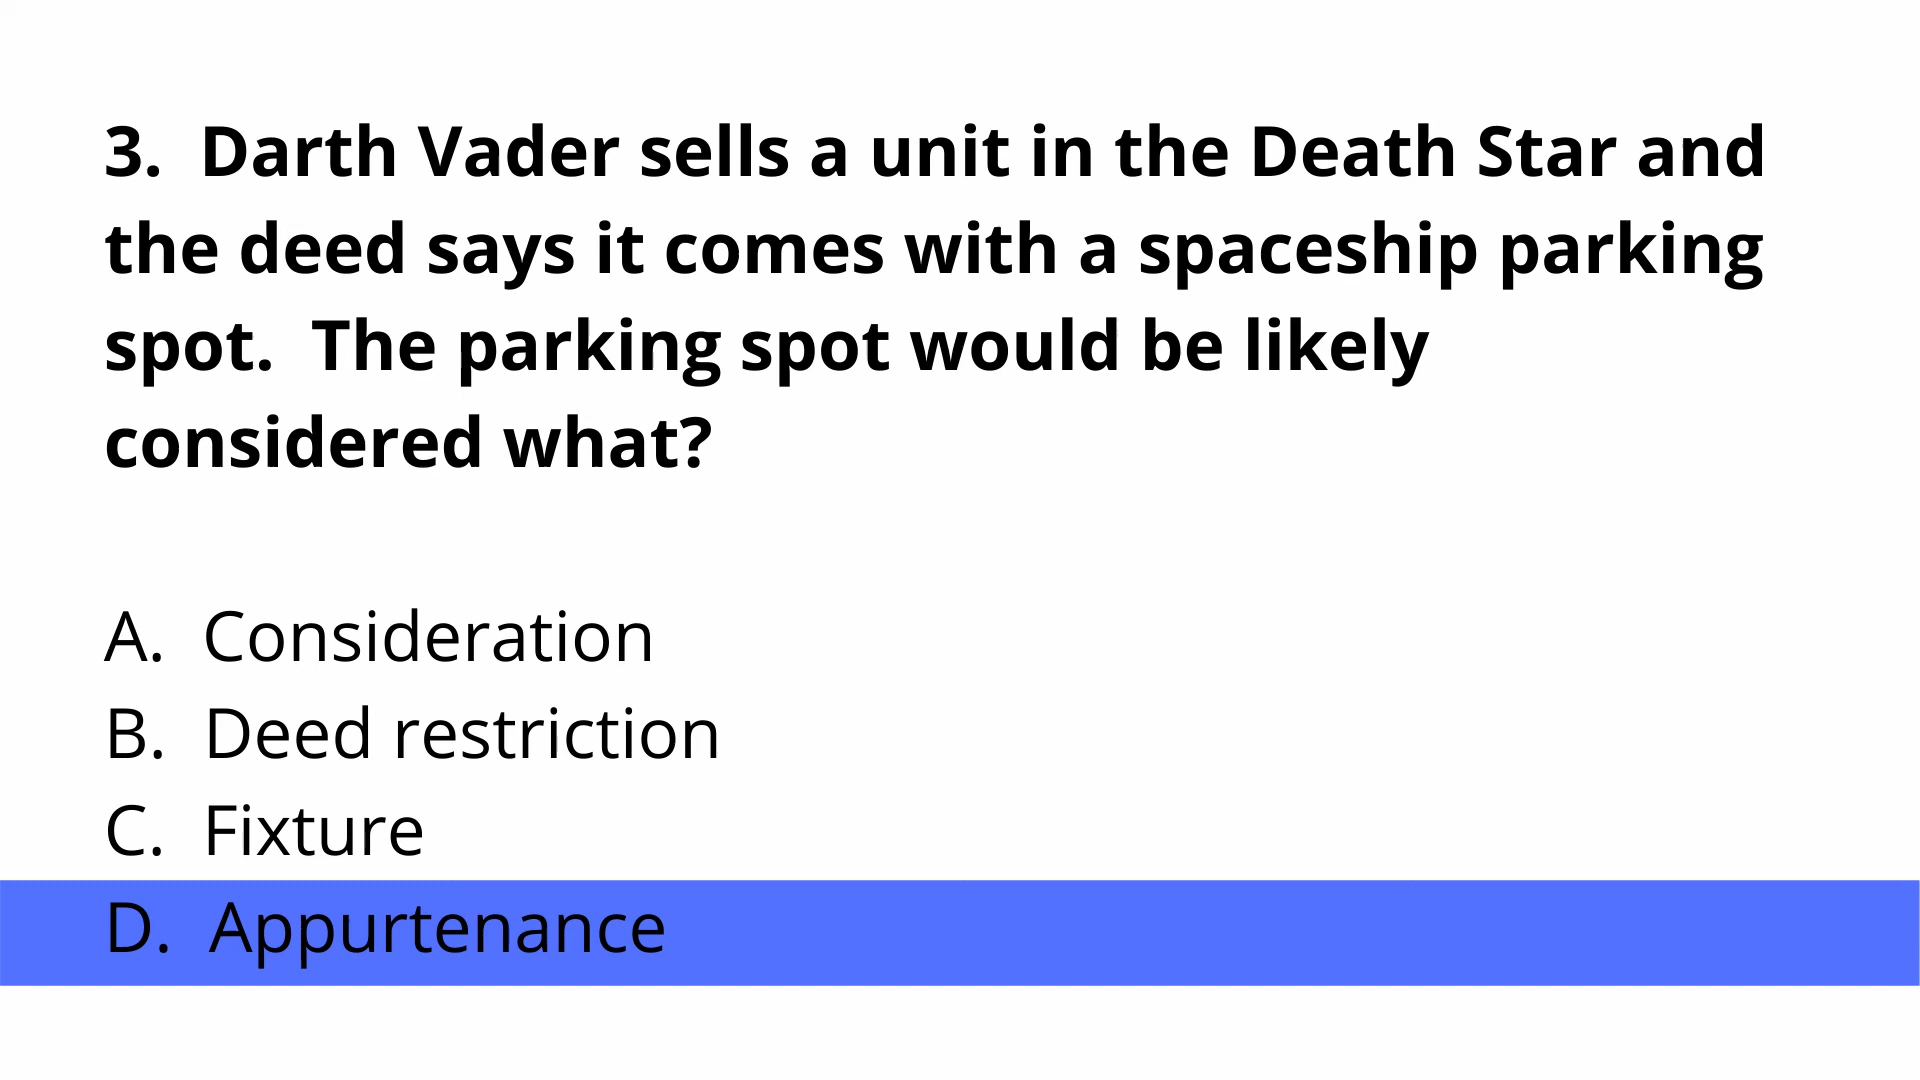 3.  Darth Vader sells a unit in the Death Star and
the deed says it comes with a spaceship parking
spot.  The parking spot would be likely
considered what?
A.  Consideration
B.  Deed restriction
C.  Fixture
D.  Appurtenance